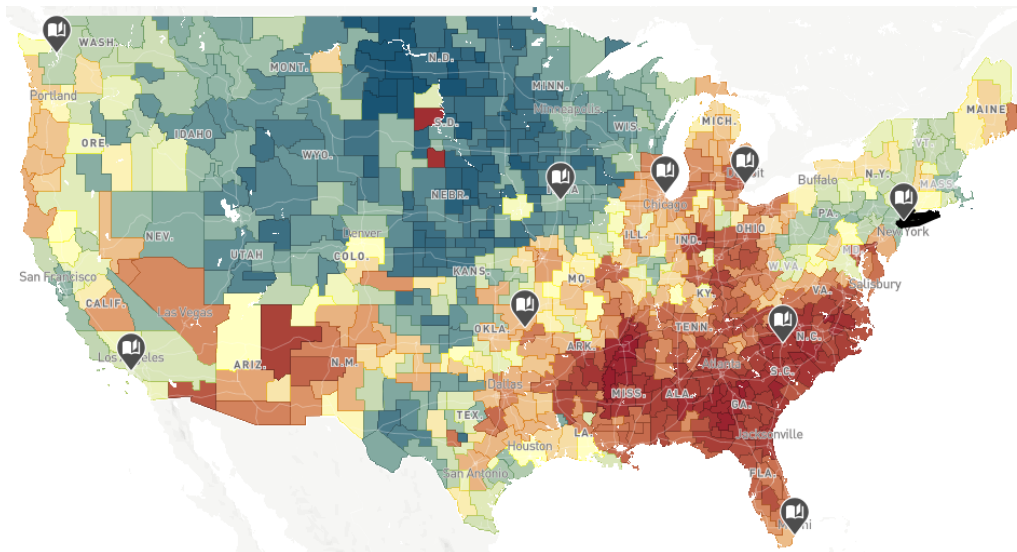 WASH.
Portland
MONT.
N.D.
MINN.
Minneapolis
MAINE
ORE.
IDAHO
S.D.
WIS.
MICH.
VT.
WYO.
Buffalo
N.Y.
MASS.
NEBR.
Chicago
PA.
New York
NEV.
UTAH
Denver
COLO.
ILL.
IND.
OHIO
MD.
San Francisco
KANS.
MO.
W.VA.
Salisbury
CALIF.
Las Vegas
KY.
VA.
OKLA.
TENN.
N.C.
Los Angeles
ARIZ.
N.M.
ARK.
Atlanta
S.C.
Dallas
MISS.
ALA.
GA.
TEX.
LA.
Jacksonville
Houston
San Antonio
FLA.